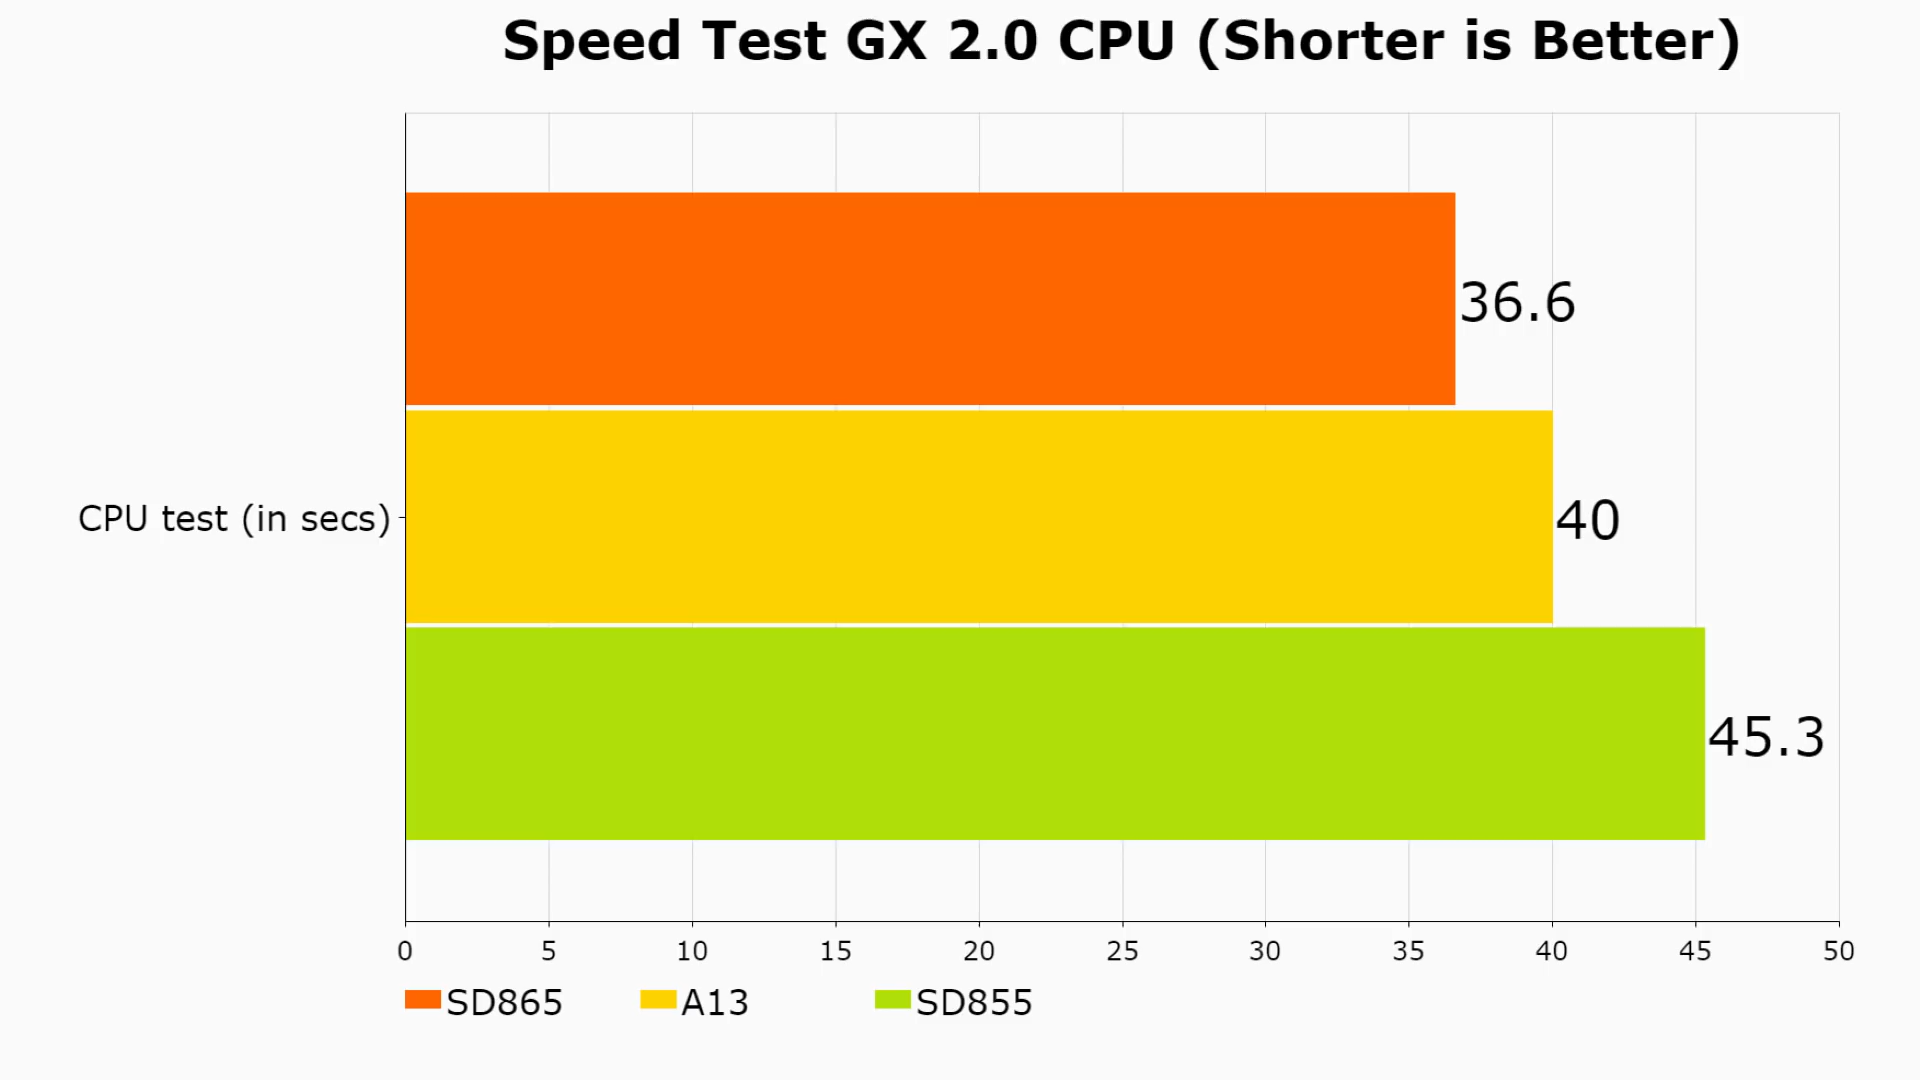 Speed Test GX 2.0 CPU (Shorter is Better)
36.6
CPU test (in secs)
40
45.3
0 5 10 15 20 25 30 35 40 45 50
SD865 A13 SD855